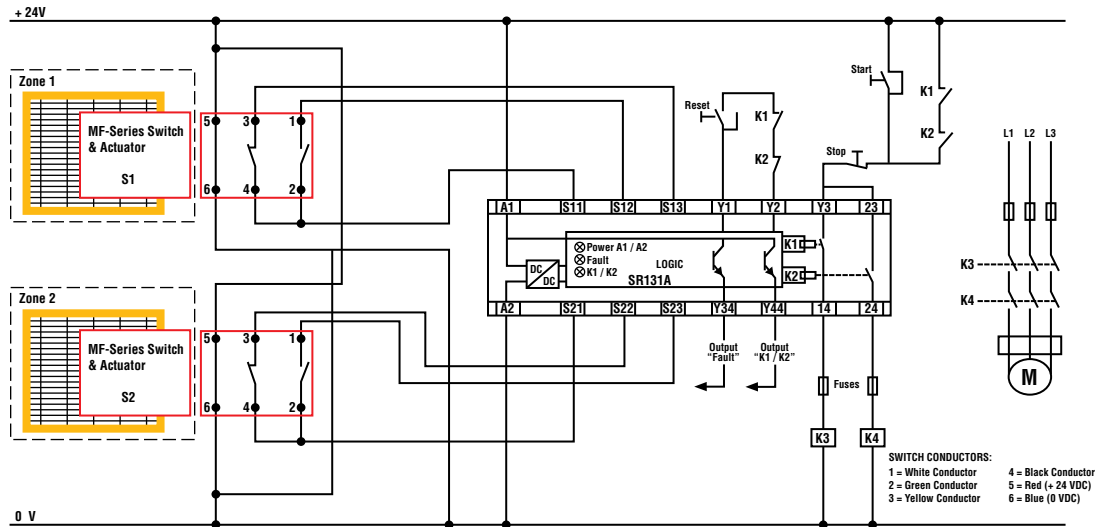 + 24V
Zone 1
MF-Series Switch
& Actuator
S1
5 3 1
6 4 2
Start
Reset
K1
K2
Stop
K1
K2
L1 L2 L3
A1 S11 S12 S13 Y1 Y2 Y3 23
Power A1 / A2
Fault
K1 / K2
LOGIC
SR131A
DC
DC
K1
K2
A2 S21 S22 S23 Y34 Y44 14 24
K3
K4
M
Zone 2
MF-Series Switch
& Actuator
S2
5 3 1
6 4 2
Output
"Fault"
Output
"K1 / K2"
Fuses
K3 K4
SWITCH CONDUCTORS:
1 = White Conductor
2 = Green Conductor
3 = Yellow Conductor
4 = Black Conductor
5 = Red (+ 24 VDC)
6 = Blue (0 VDC)
0 V